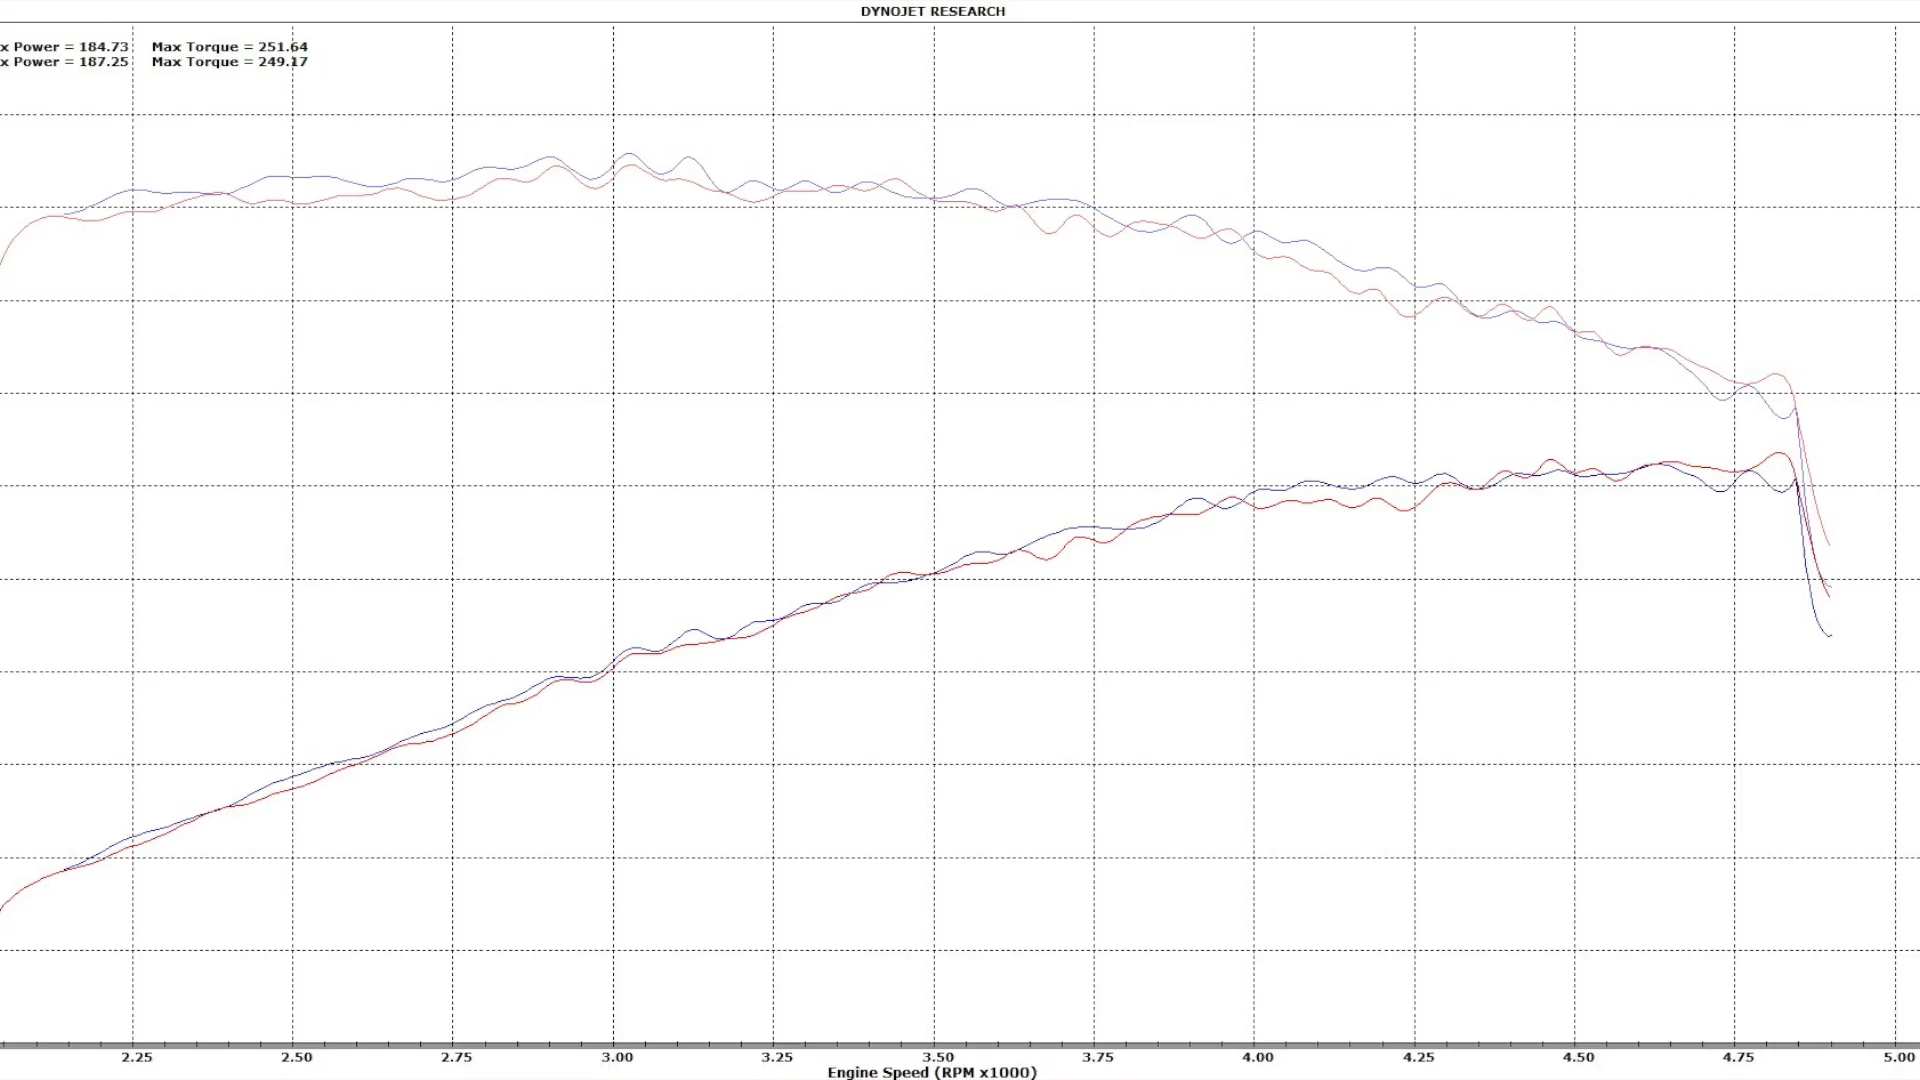 DYNOJET RESEARCH
x Power = 184.73 Max Torque = 251.64
x Power = 187.25 Max Torque = 249.17
2.25 2.50 2.75 3.00 3.25 3.50 3.75 4.00 4.25 4.50 4.75 5.00
Engine Speed (RPM x1000)